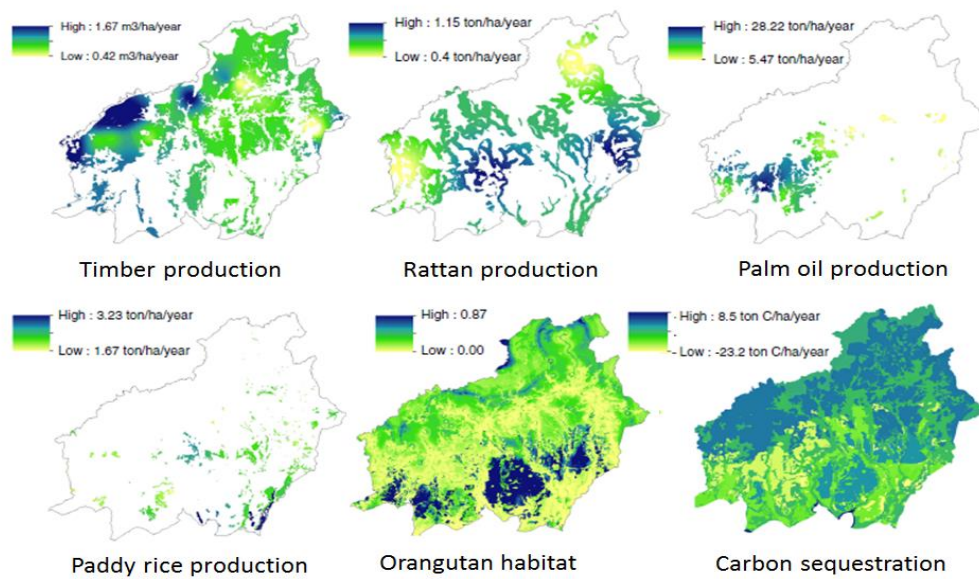 High : 1.67 m3/ha/year
Low : 0.42 m3/ha/year
Timber production
High : 1.15 ton/ha/year
Low : 0.4 ton/ha/year
Rattan production
High : 28.22 ton/ha/year
Low : 5.47 ton/ha/year
Palm oil production
High : 3.23 ton/ha/year
Low : 1.67 ton/ha/year
Paddy rice production
High : 0.87
Low : 0.00
Orangutan habitat
High : 8.5 ton C/ha/year
Low : -23.2 ton C/ha/year
Carbon sequestration